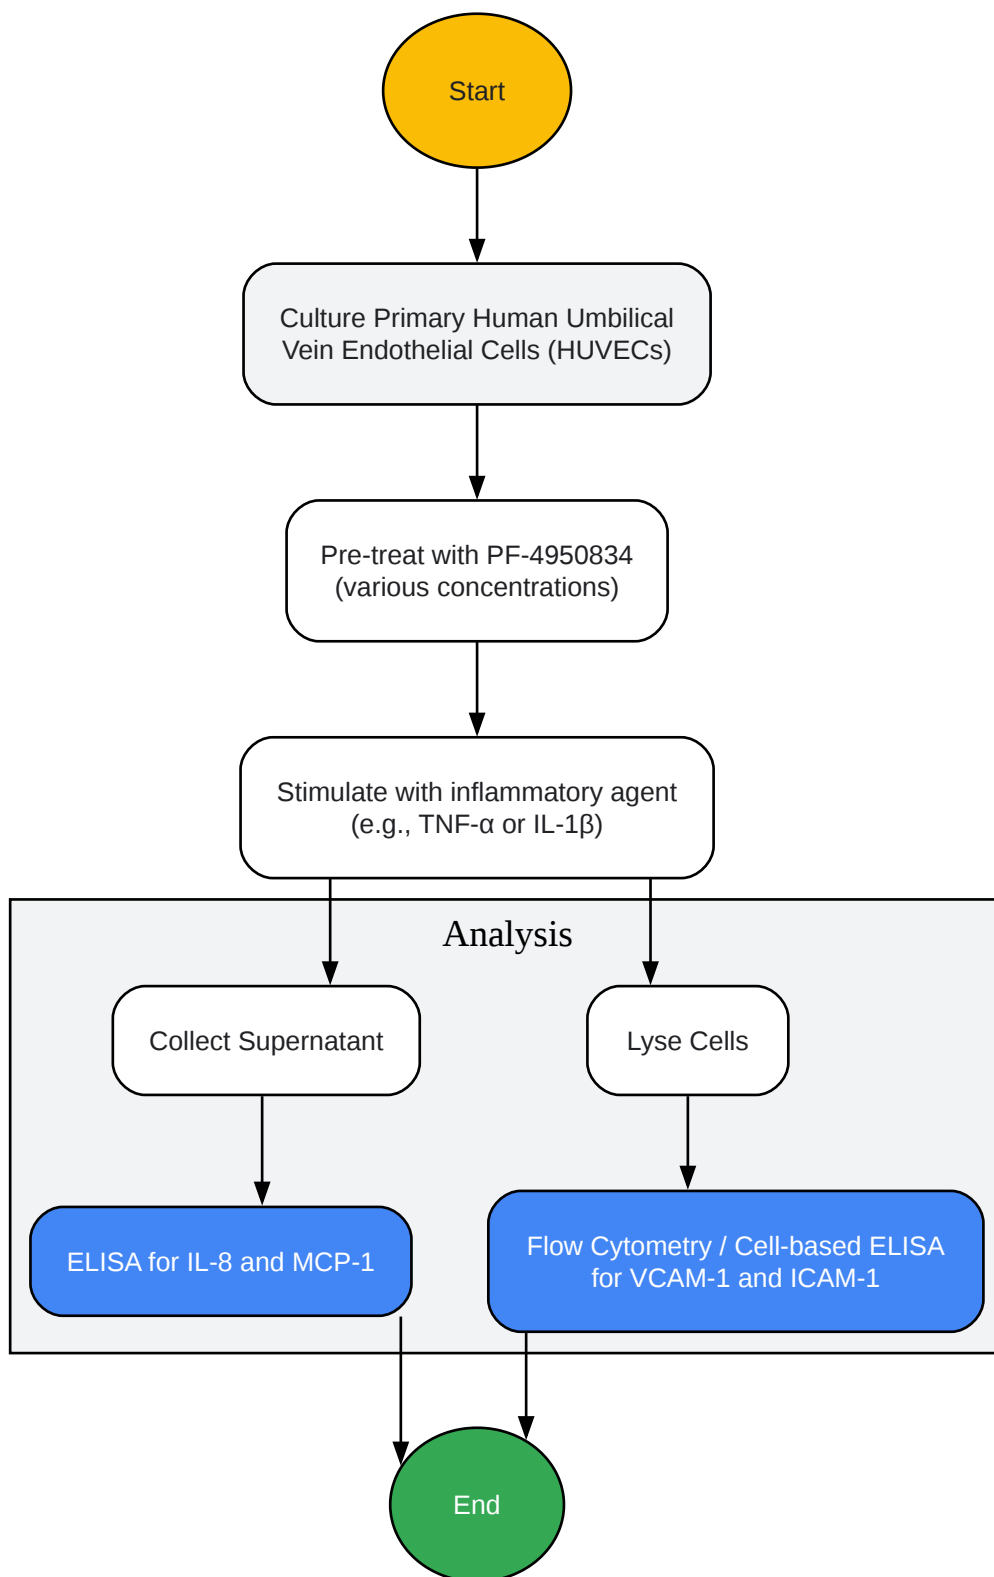 Start
Culture Primary Human Umbilical
Vein Endothelial Cells (HUVECs)
Pre-treat with PF-4950834
(various concentrations)
Stimulate with inflammatory agent
(e.g., TNF-α or IL-1β)
Analysis
Collect Supernatant
Lyse Cells
ELISA for IL-8 and MCP-1
Flow Cytometry / Cell-based ELISA
for VCAM-1 and ICAM-1
End